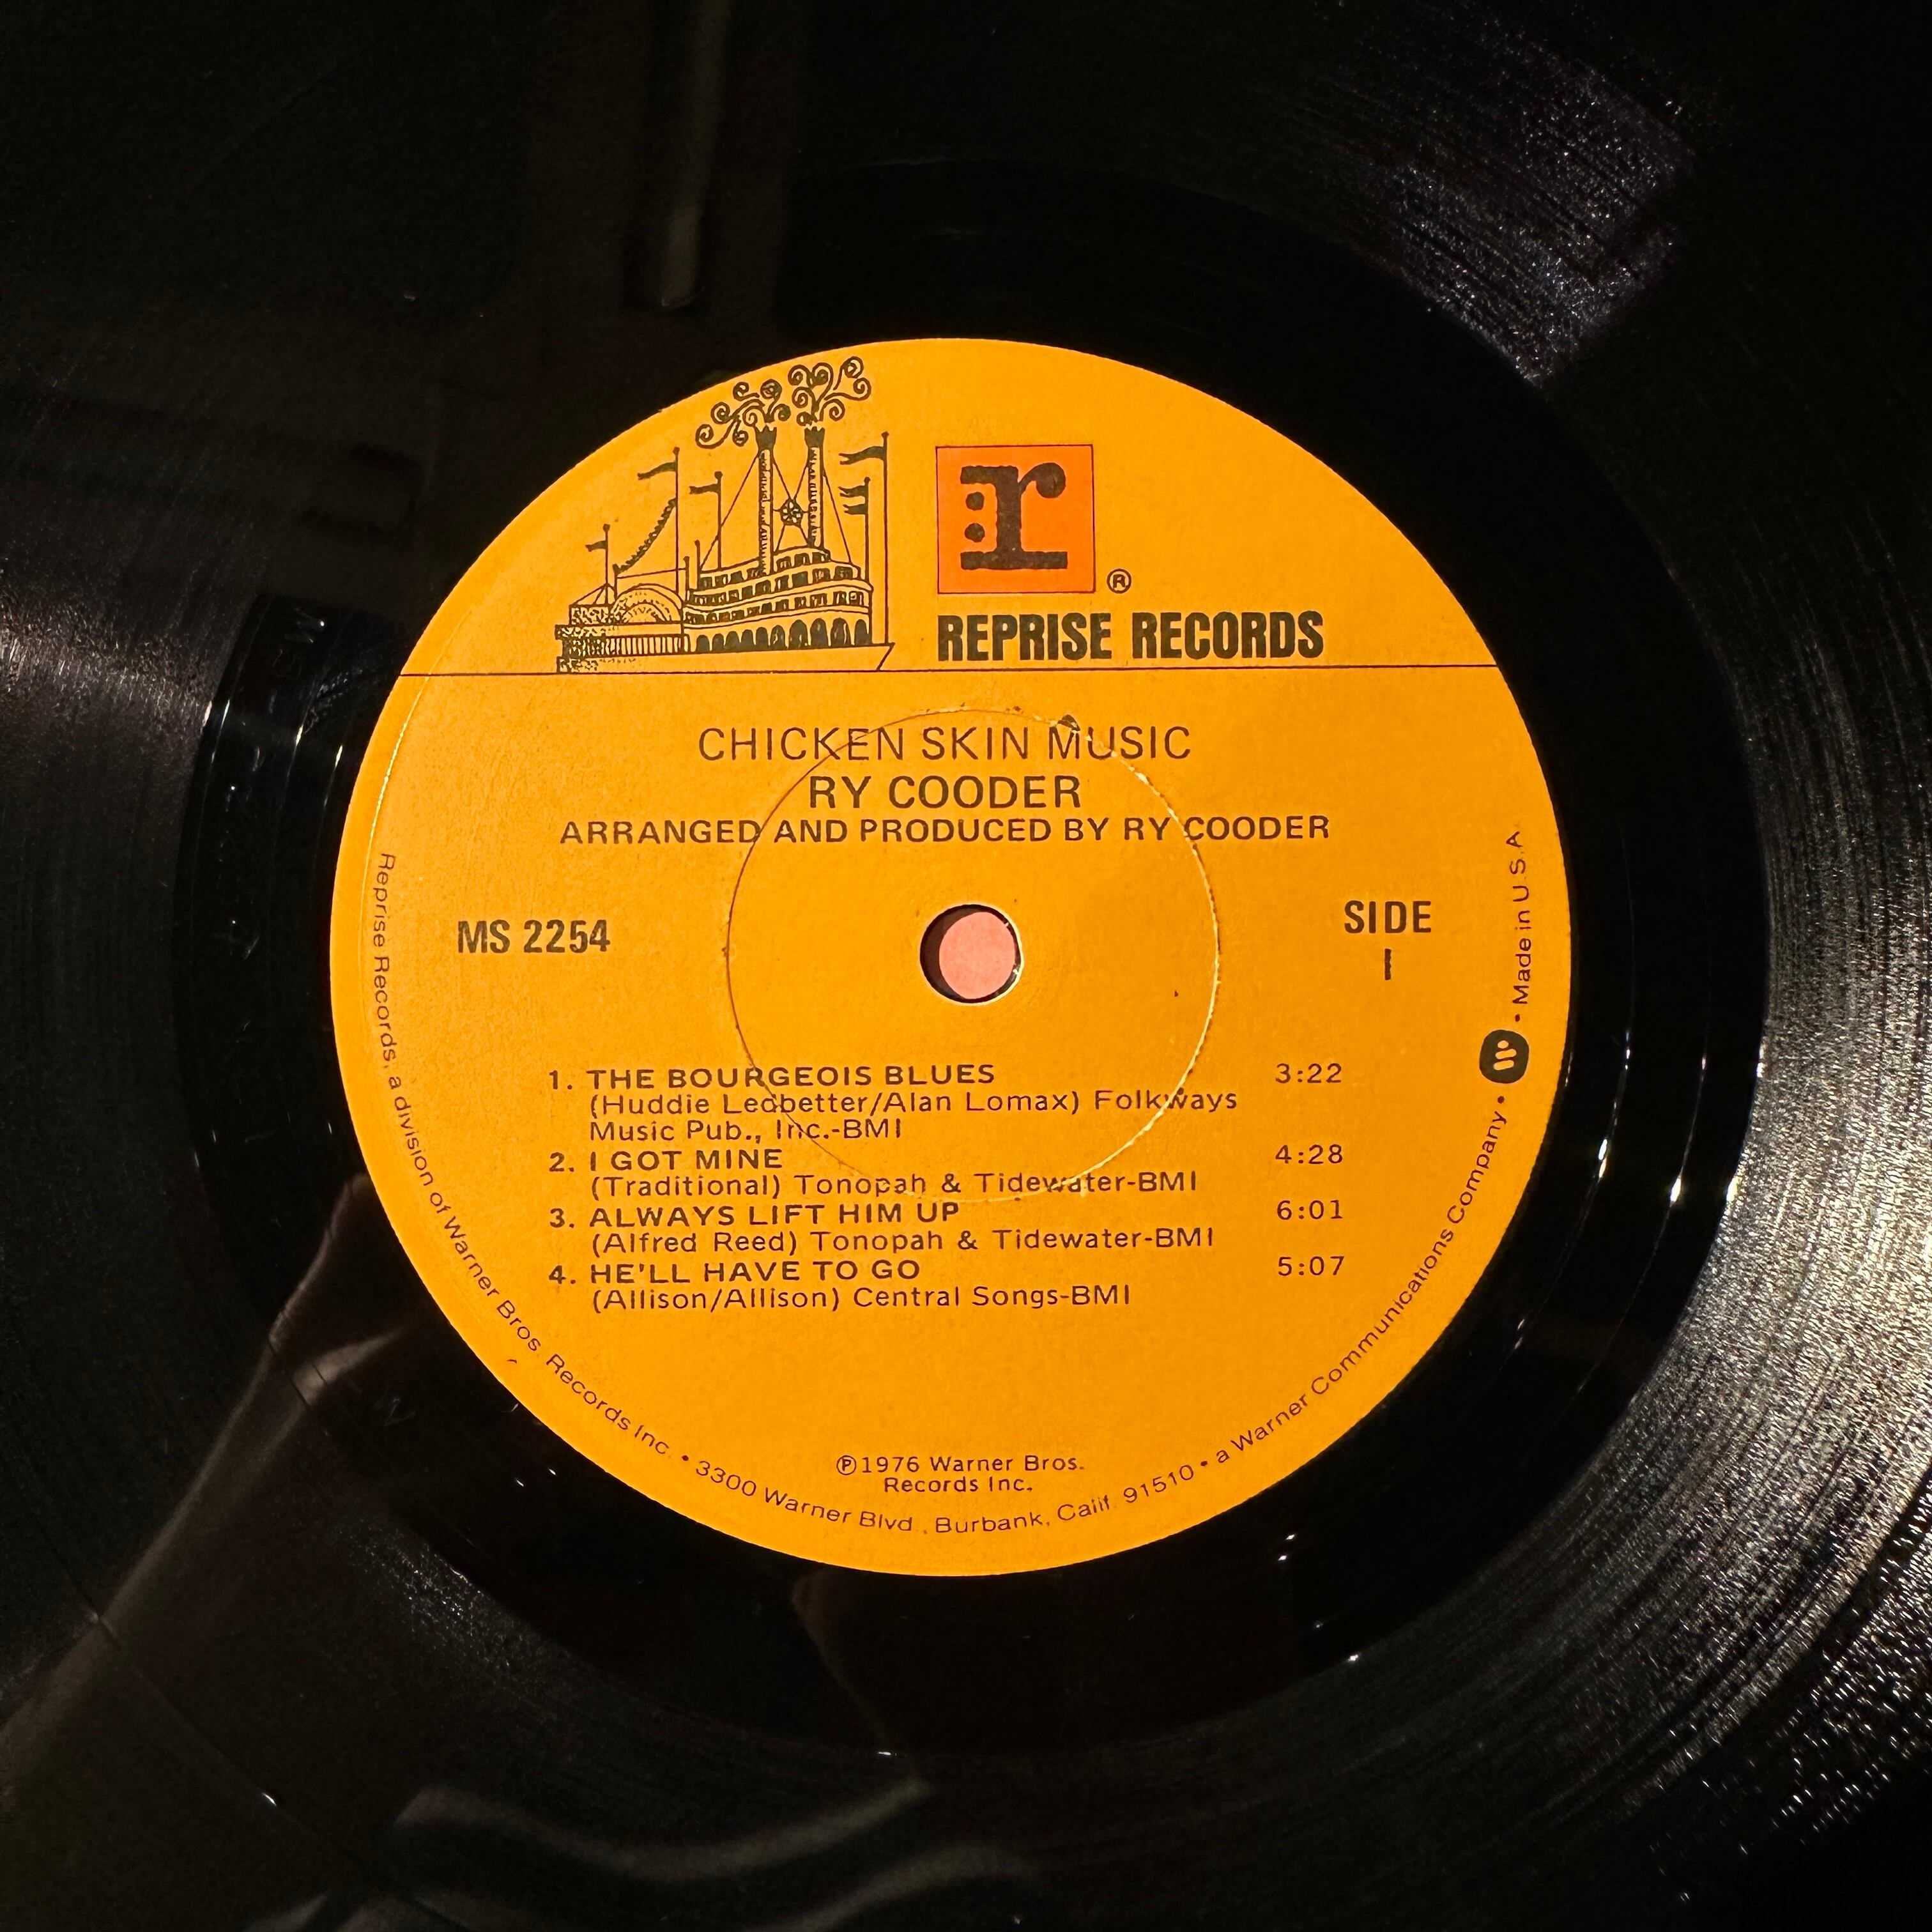 r
®
REPRISE RECORDS
CHICKEN SKIN MUSIC
RY COODER
ARRANGED AND PRODUCED BY RY COODER
MS 2254
SIDE
1
1. THE BOURGEOIS BLUES 3:22
(Huddie Ledbetter/Alan Lomax) Folkways
Music Pub., Inc.-BMI
2. I GOT MINE 4:28
(Traditional) Tonopah & Tidewater-BMI
3. ALWAYS LIFT HIM UP 6:01
(Alfred Reed) Tonopah & Tidewater-BMI
4. HE'LL HAVE TO GO 5:07
(Allison/Allison) Central Songs-BMI
℗1976 Warner Bros.
Records Inc.
Reprise Records, a division of Warner Bros. Records Inc. • 3300 Warner Blvd., Burbank, Calif. 91510 • a Warner Communications Company • W • Made in U.S.A